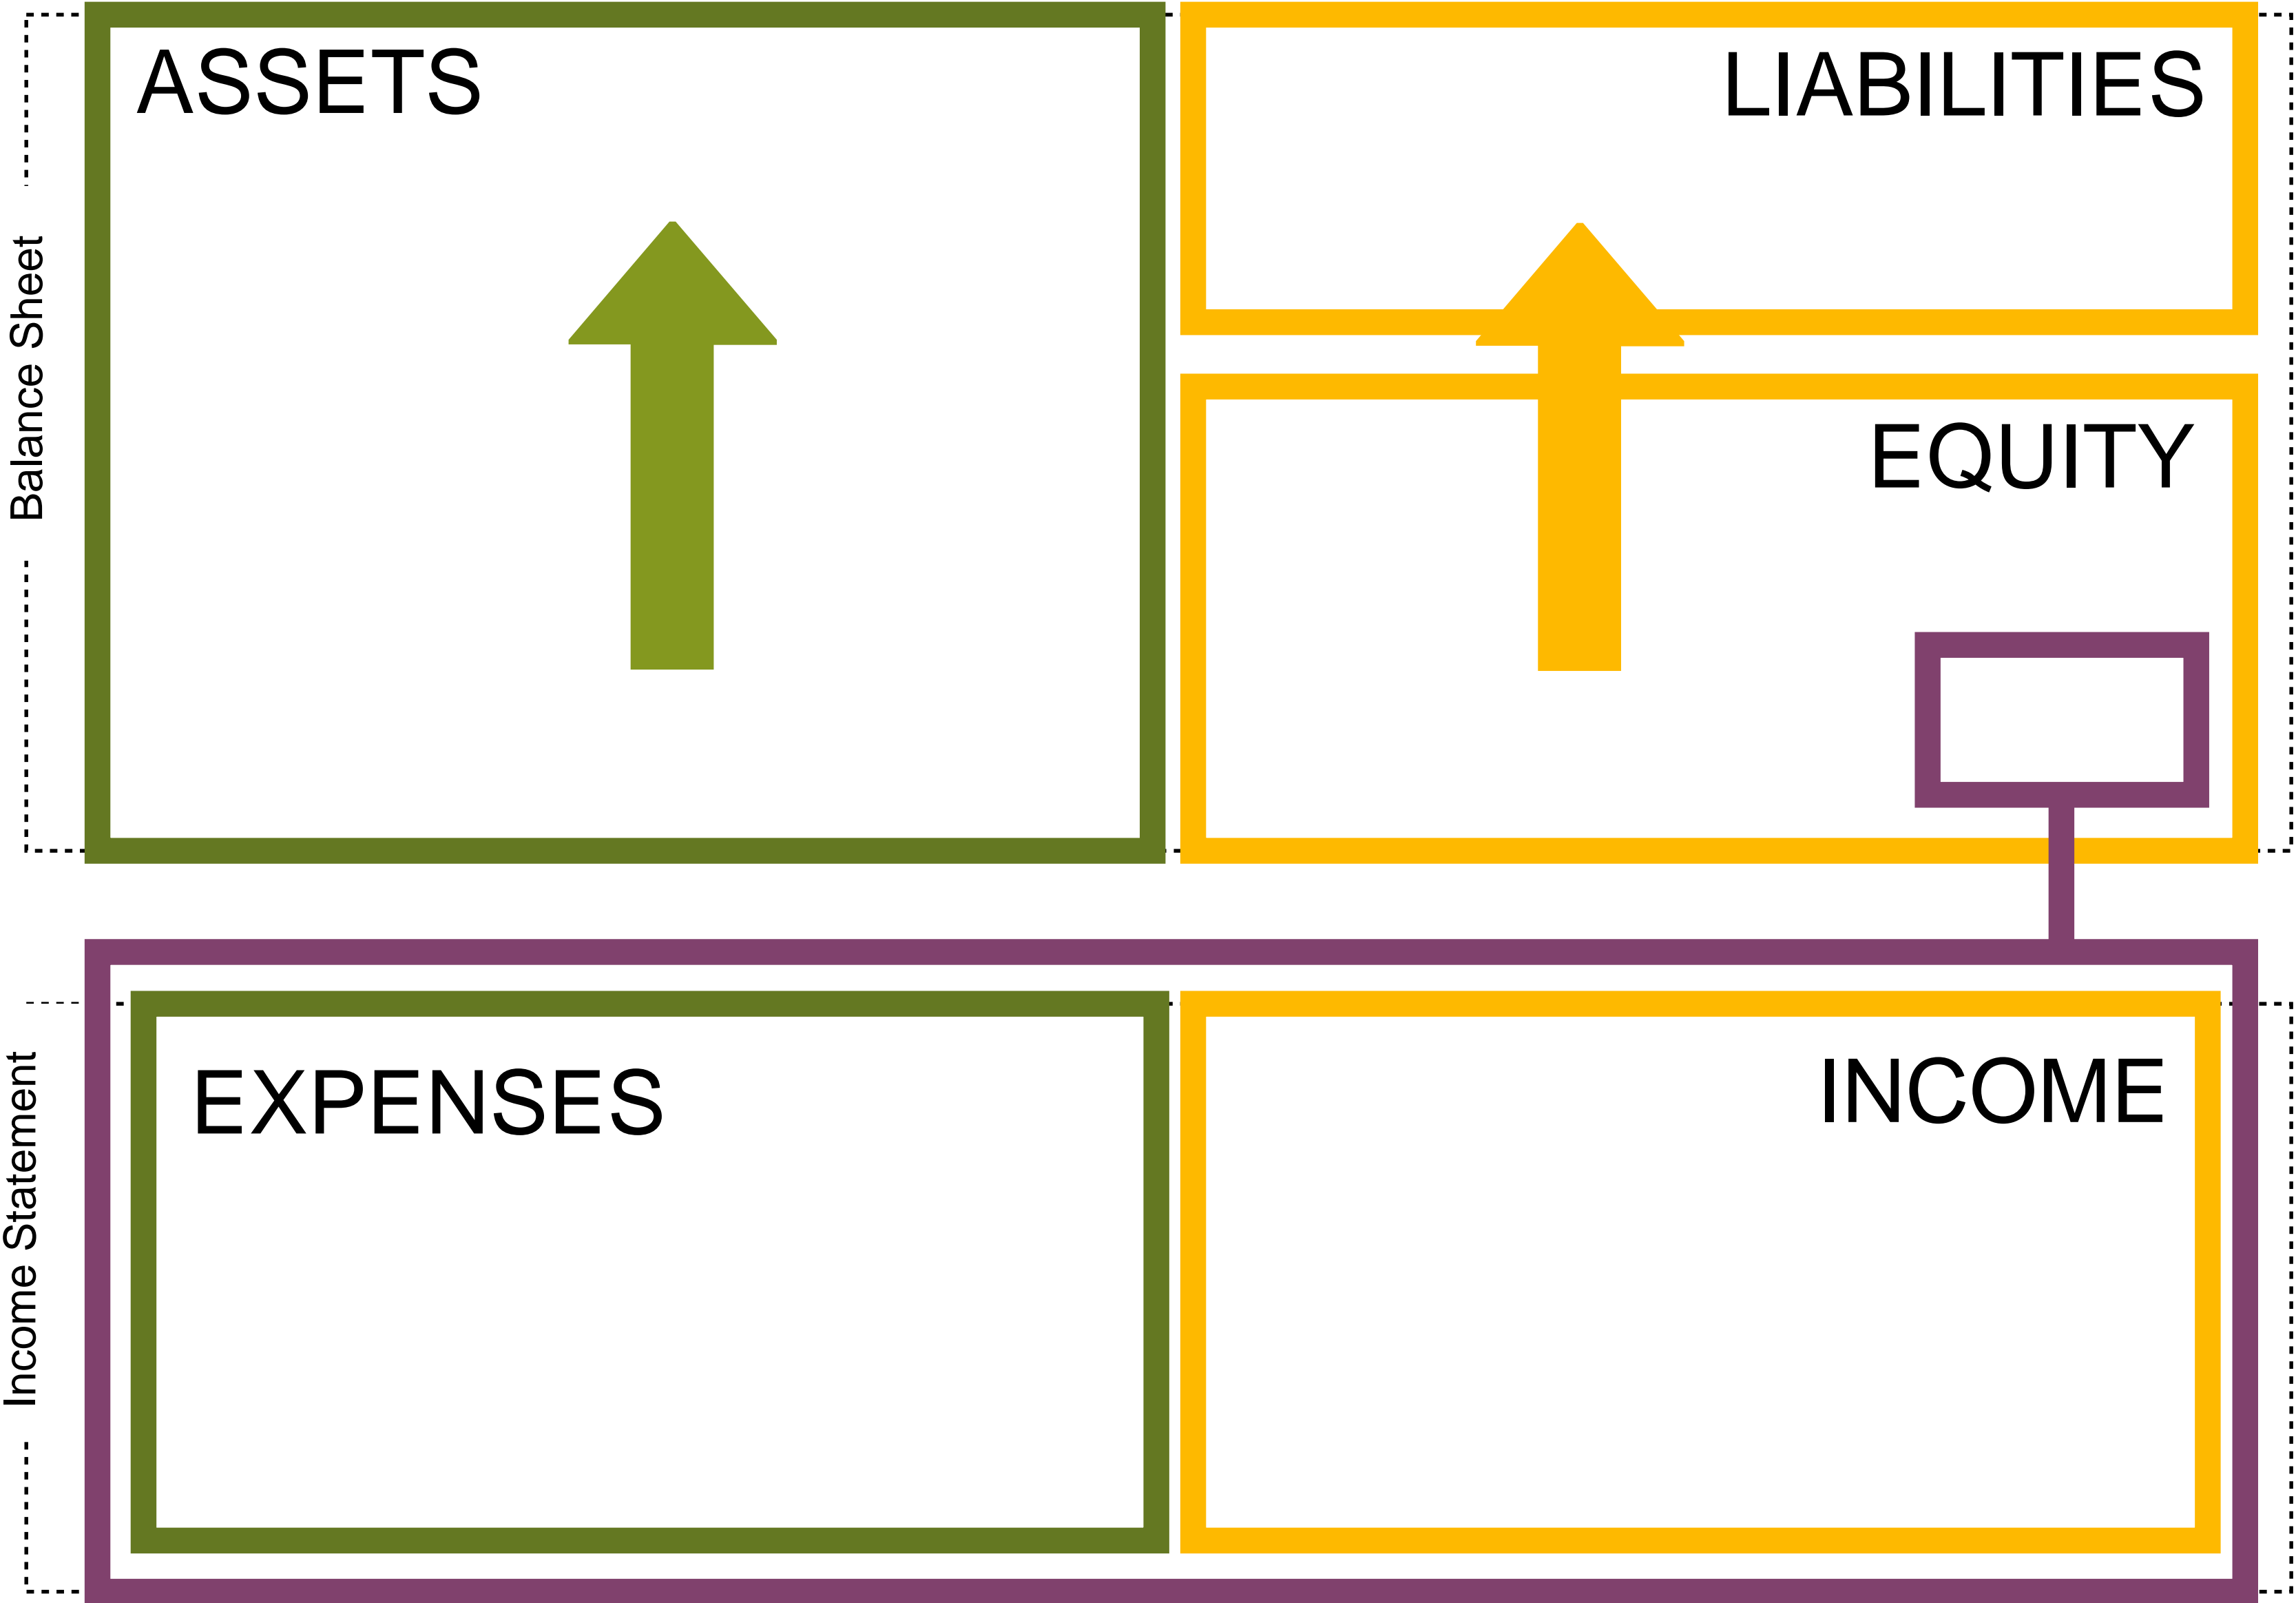 ASSETS
LIABILITIES
Balance Sheet
EQUITY
EXPENSES
INCOME
Income Statement